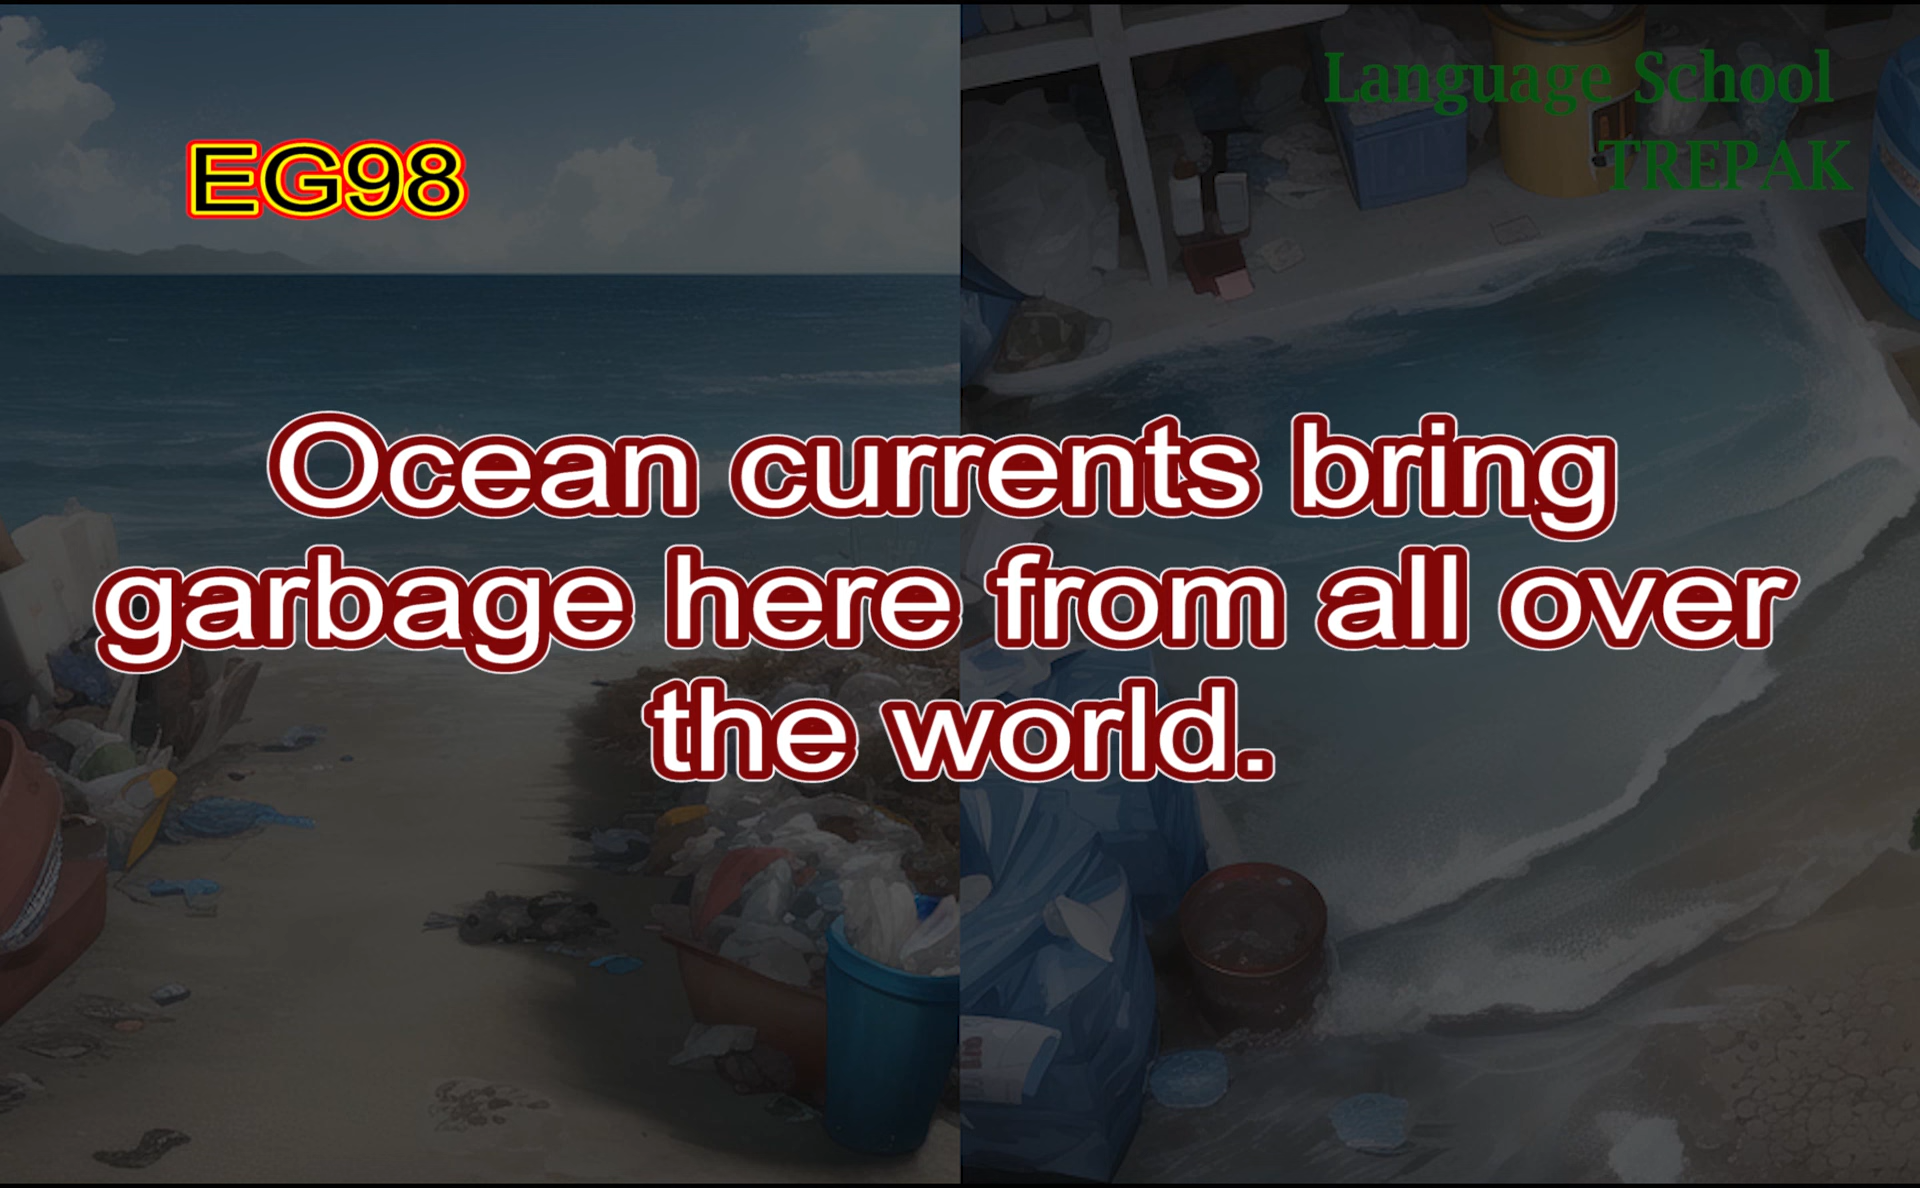 Language School
TREPAK
EG98
Ocean currents bring
garbage here from all over
the world.